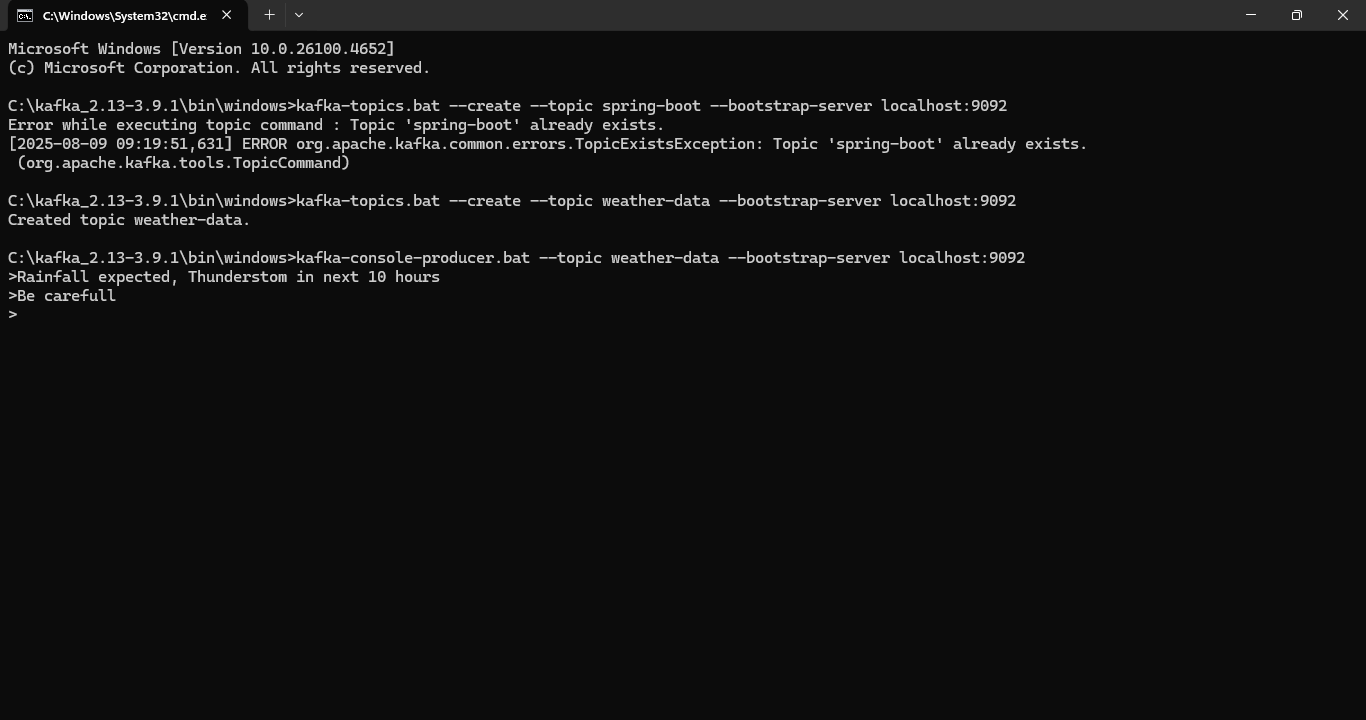 C:\Windows\System32\cmd.e
Microsoft Windows [Version 10.0.26100.4652]
(c) Microsoft Corporation. All rights reserved.
C:\kafka_2.13-3.9.1\bin\windows>kafka-topics.bat --create --topic spring-boot --bootstrap-server localhost:9092
Error while executing topic command : Topic 'spring-boot' already exists.
[2025-08-09 09:19:51,631] ERROR org.apache.kafka.common.errors.TopicExistsException: Topic 'spring-boot' already exists.
(org.apache.kafka.tools.TopicCommand)
C:\kafka_2.13-3.9.1\bin\windows>kafka-topics.bat --create --topic weather-data --bootstrap-server localhost:9092
Created topic weather-data.
C:\kafka_2.13-3.9.1\bin\windows>kafka-console-producer.bat --topic weather-data --bootstrap-server localhost:9092
>Rainfall expected, Thunderstom in next 10 hours
>Be carefull
>